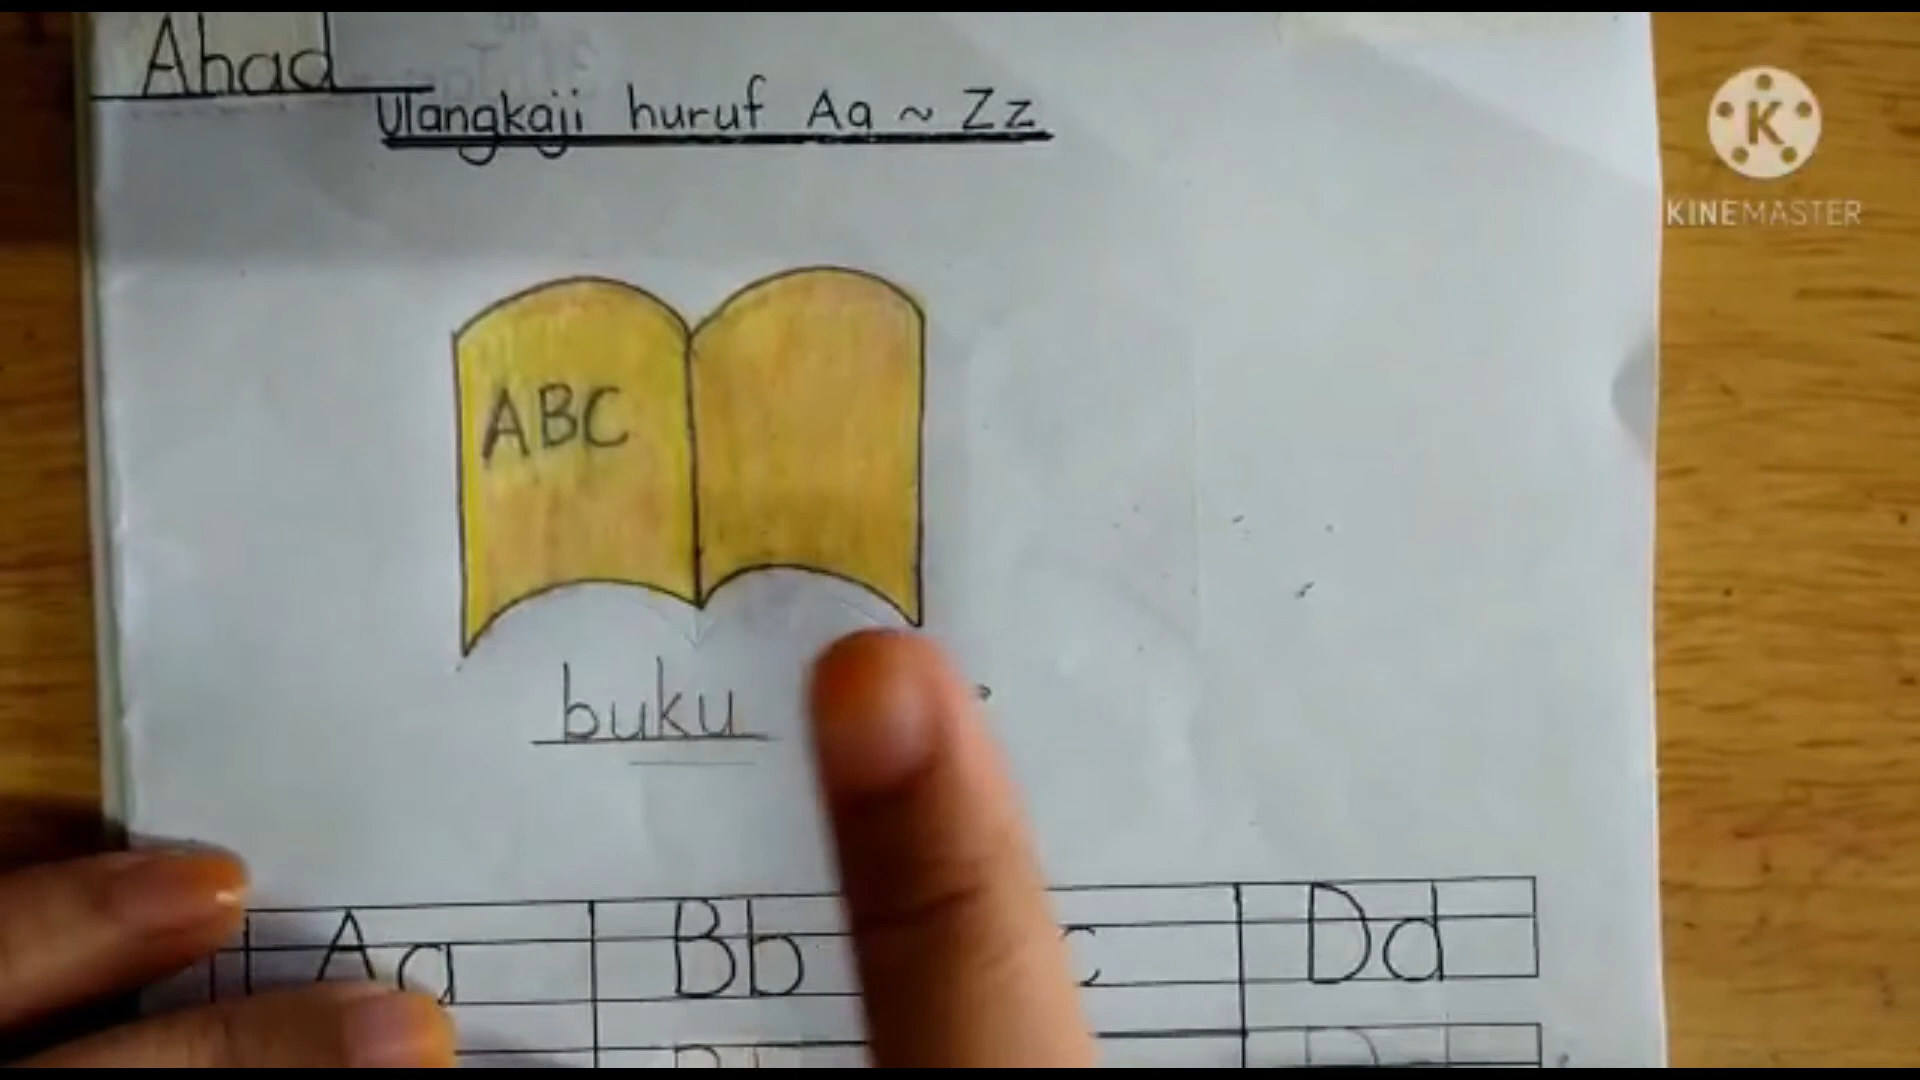 Ahad
Ulangkaji huruf Aa ~ Zz
KINEMASTER
ABC
buku
Aa Bb c Dd